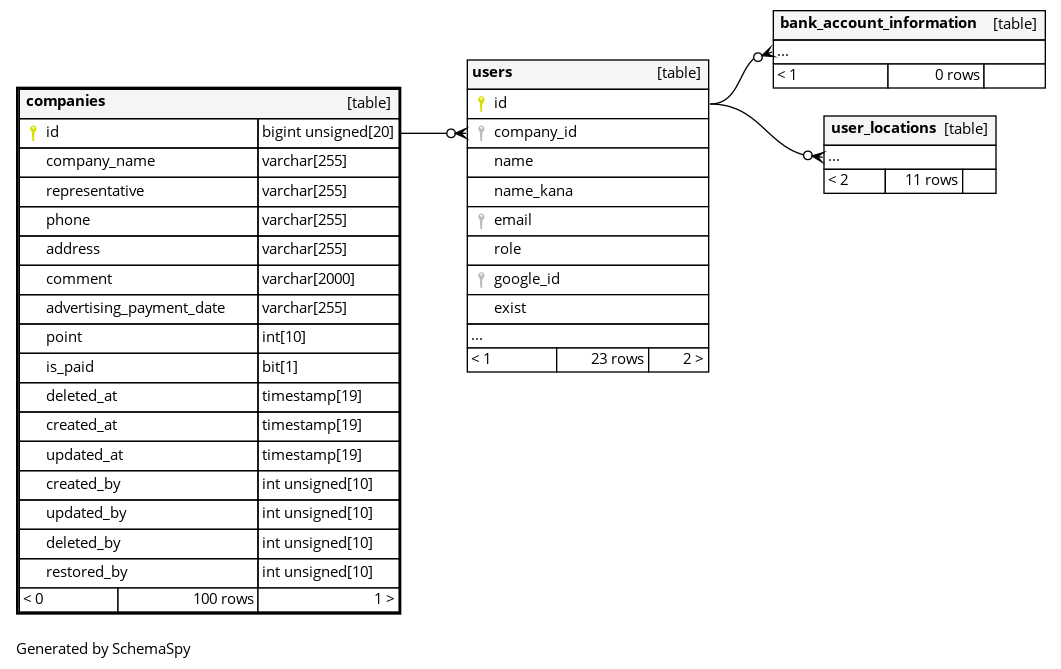 companies [table]
id bigint unsigned[20]
company_name varchar[255]
representative varchar[255]
phone varchar[255]
address varchar[255]
comment varchar[2000]
advertising_payment_date varchar[255]
point int[10]
is_paid bit[1]
deleted_at timestamp[19]
created_at timestamp[19]
updated_at timestamp[19]
created_by int unsigned[10]
updated_by int unsigned[10]
deleted_by int unsigned[10]
restored_by int unsigned[10]
< 0 100 rows 1 >
users [table]
id
company_id
name
name_kana
email
role
google_id
exist
...
< 1 23 rows 2 >
bank_account_information [table]
...
< 1 0 rows
user_locations [table]
...
< 2 11 rows
Generated by SchemaSpy